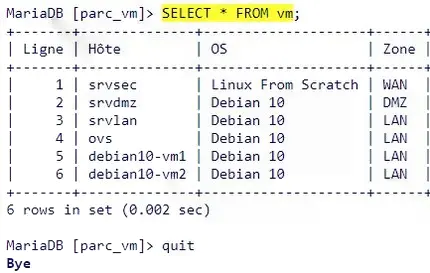 MariaDB [parc_vm]> SELECT * FROM vm;
+-------+---------------+--------------------+------+
| Ligne | Hôte | OS | Zone |
+-------+---------------+--------------------+------+
| 1 | srvsec | Linux From Scratch | WAN
| 2 | srvdmz | Debian 10 | DMZ
| 3 | srvlan | Debian 10 | LAN
| 4 | ovs | Debian 10 | LAN
| 5 | debian10-vm1 | Debian 10 | LAN
| 6 | debian10-vm2 | Debian 10 | LAN
+-------+---------------+--------------------+------+
6 rows in set (0.002 sec)
MariaDB [parc_vm]> quit
Bye